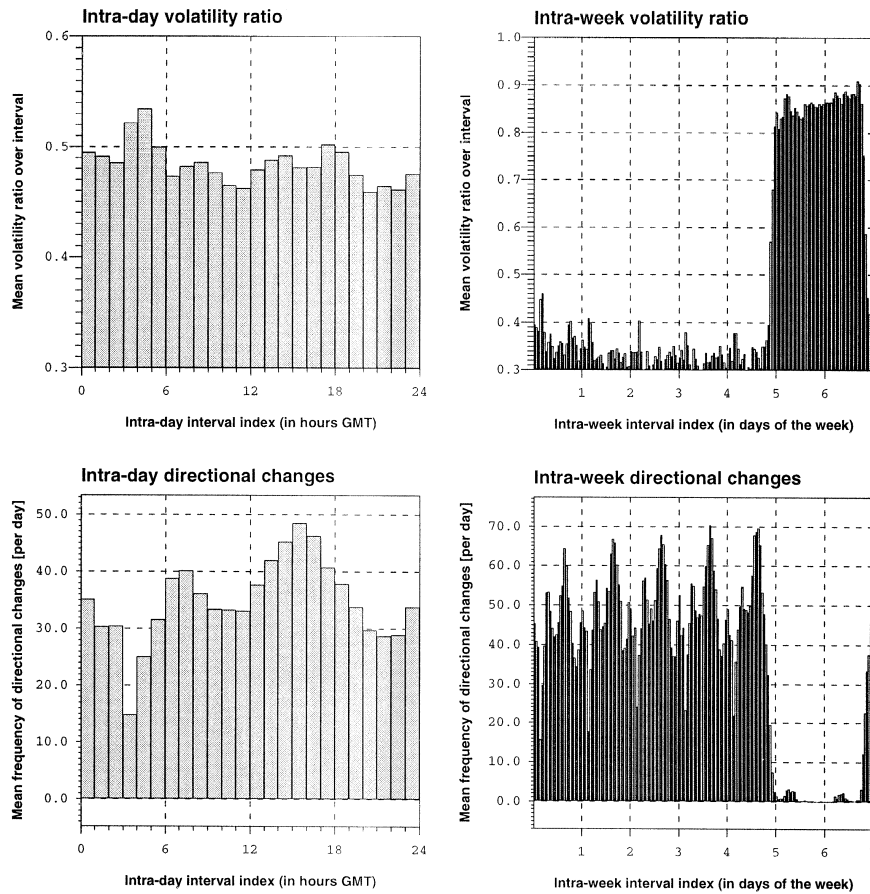 Intra-day volatility ratio
Mean volatility ratio over interval
0.6
0.5
0.4
0.3
0 6 12 18 24
Intra-day interval index (in hours GMT)
Intra-week volatility ratio
Mean volatility ratio over interval
1.0
0.9
0.8
0.7
0.6
0.5
0.4
0.3
1 2 3 4 5 6
Intra-week interval index (in days of the week)
Intra-day directional changes
Mean frequency of directional changes [per day]
50.0
40.0
30.0
20.0
10.0
0.0
0 6 12 18 24
Intra-day interval index (in hours GMT)
Intra-week directional changes
Mean frequency of directional changes [per day]
70.0
60.0
50.0
40.0
30.0
20.0
10.0
0.0
1 2 3 4 5 6
Intra-week interval index (in days of the week)